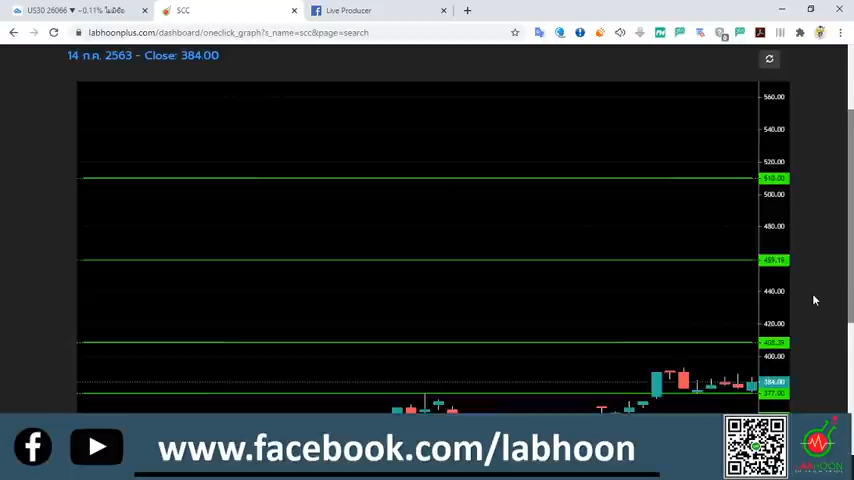 US30 26066 ▼ −0.11% ไม่มีชื่อ
SCC
Live Producer
labhoonplus.com/dashboard/oneclick_graph?s_name=scc&page=search
14 ก.ค. 2563 - Close: 384.00
560.00
540.00
520.00
510.00
500.00
480.00
459.19
440.00
420.00
408.39
400.00
384.00
377.00
www.facebook.com/labhoon
LABHOON